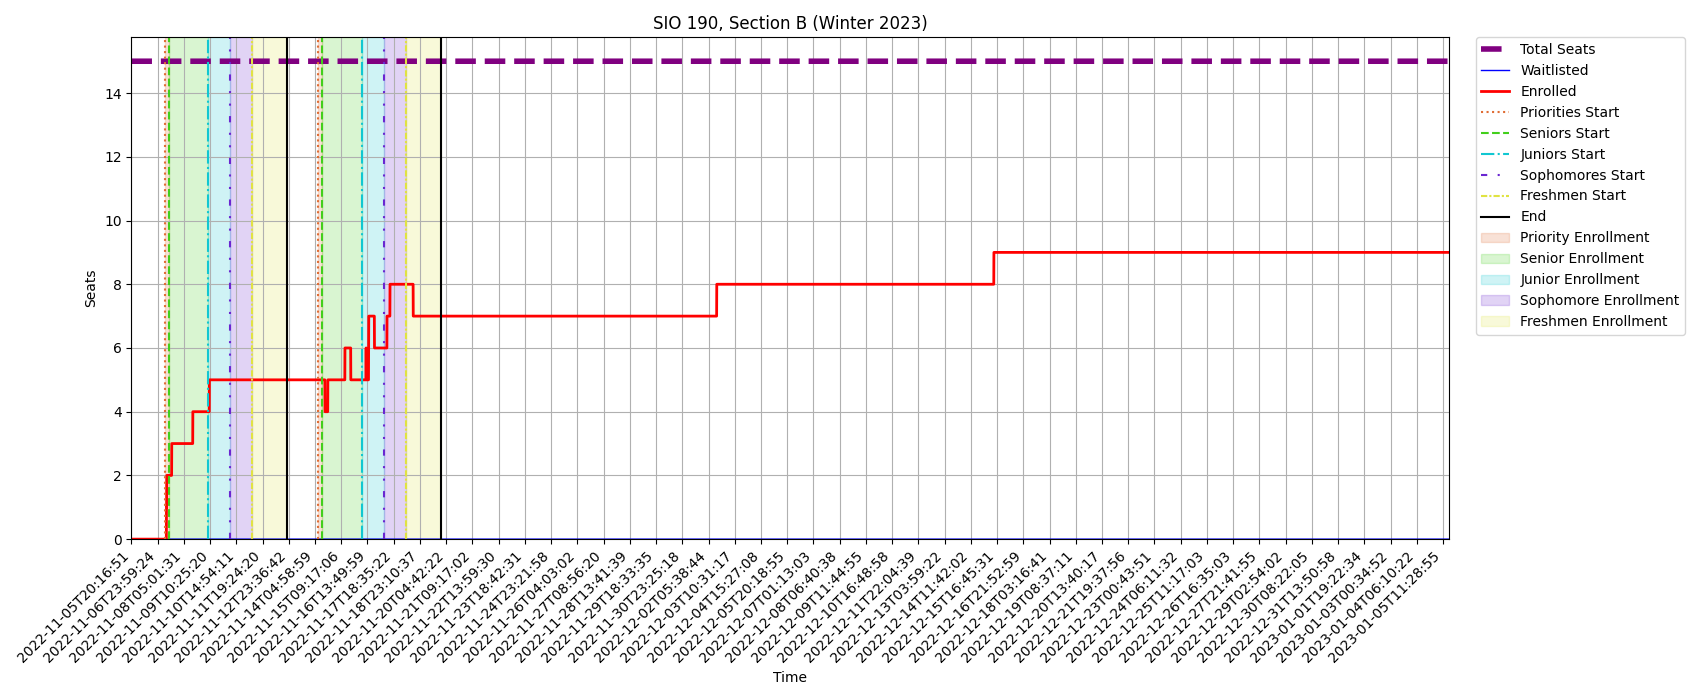 SIO 190, Section B (Winter 2023)
Seats
14
12
10
8
6
4
2
0
2022-11-05T20:16:51
2022-11-06T23:59:24
2022-11-08T05:01:31
2022-11-09T10:25:20
2022-11-10T14:54:11
2022-11-11T19:24:20
2022-11-12T23:36:42
2022-11-14T04:58:59
2022-11-15T09:17:06
2022-11-16T13:49:59
2022-11-17T18:35:22
2022-11-18T23:10:37
2022-11-20T04:42:22
2022-11-21T09:17:02
2022-11-22T13:59:30
2022-11-23T18:42:31
2022-11-24T23:21:58
2022-11-26T04:03:02
2022-11-27T08:56:20
2022-11-28T13:41:39
2022-11-29T18:33:35
2022-11-30T23:25:18
2022-12-02T05:38:44
2022-12-03T10:31:17
2022-12-04T15:27:08
2022-12-05T20:18:55
2022-12-07T01:13:03
2022-12-08T06:40:38
2022-12-09T11:44:55
2022-12-10T16:48:58
2022-12-11T22:04:39
2022-12-13T03:59:22
2022-12-14T11:42:02
2022-12-15T16:45:31
2022-12-16T21:52:59
2022-12-18T03:16:41
2022-12-19T08:37:11
2022-12-20T13:40:17
2022-12-21T19:37:56
2022-12-23T00:43:51
2022-12-24T06:11:32
2022-12-25T11:17:03
2022-12-26T16:35:03
2022-12-27T21:41:55
2022-12-29T02:54:02
2022-12-30T08:22:05
2022-12-31T13:50:58
2023-01-01T19:22:34
2023-01-03T00:34:52
2023-01-04T06:10:22
2023-01-05T11:28:55
Time
Total Seats
Waitlisted
Enrolled
Priorities Start
Seniors Start
Juniors Start
Sophomores Start
Freshmen Start
End
Priority Enrollment
Senior Enrollment
Junior Enrollment
Sophomore Enrollment
Freshmen Enrollment